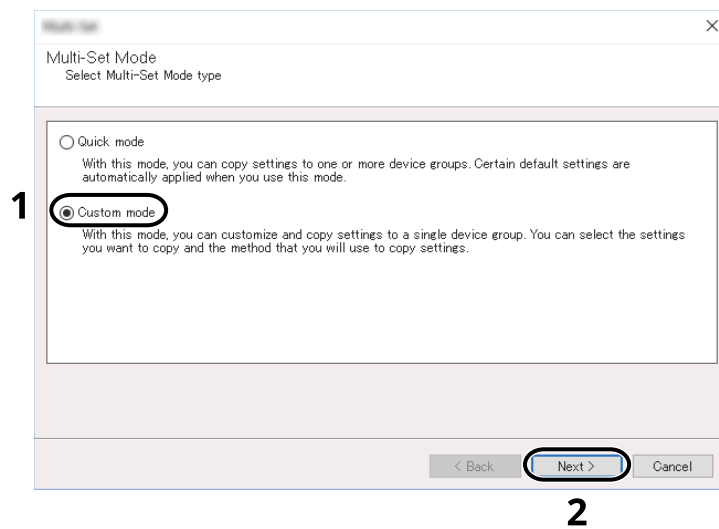 Multi-Set Mode
Select Multi-Set Mode type
Quick mode
With this mode, you can copy settings to one or more device groups. Certain default settings are
automatically applied when you use this mode.
1
Custom mode
With this mode, you can customize and copy settings to a single device group. You can select the settings
you want to copy and the method that you will use to copy settings.
< Back Next > Cancel
2